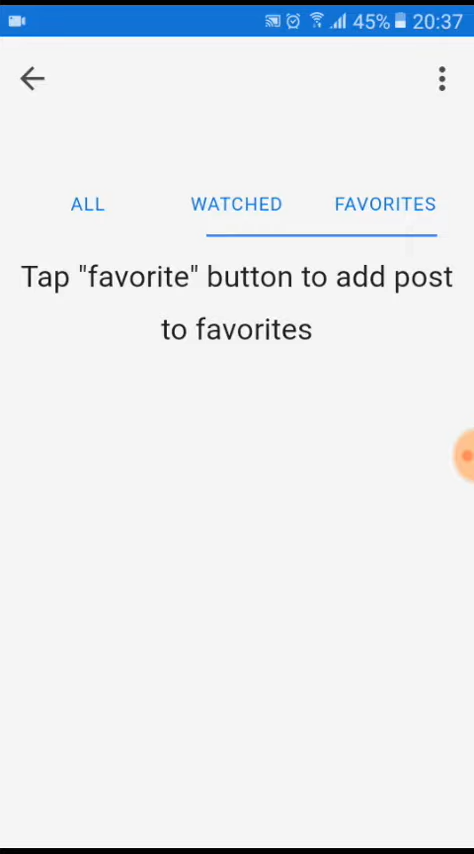 45% 20:37
ALL WATCHED FAVORITES
Tap "favorite" button to add post
to favorites